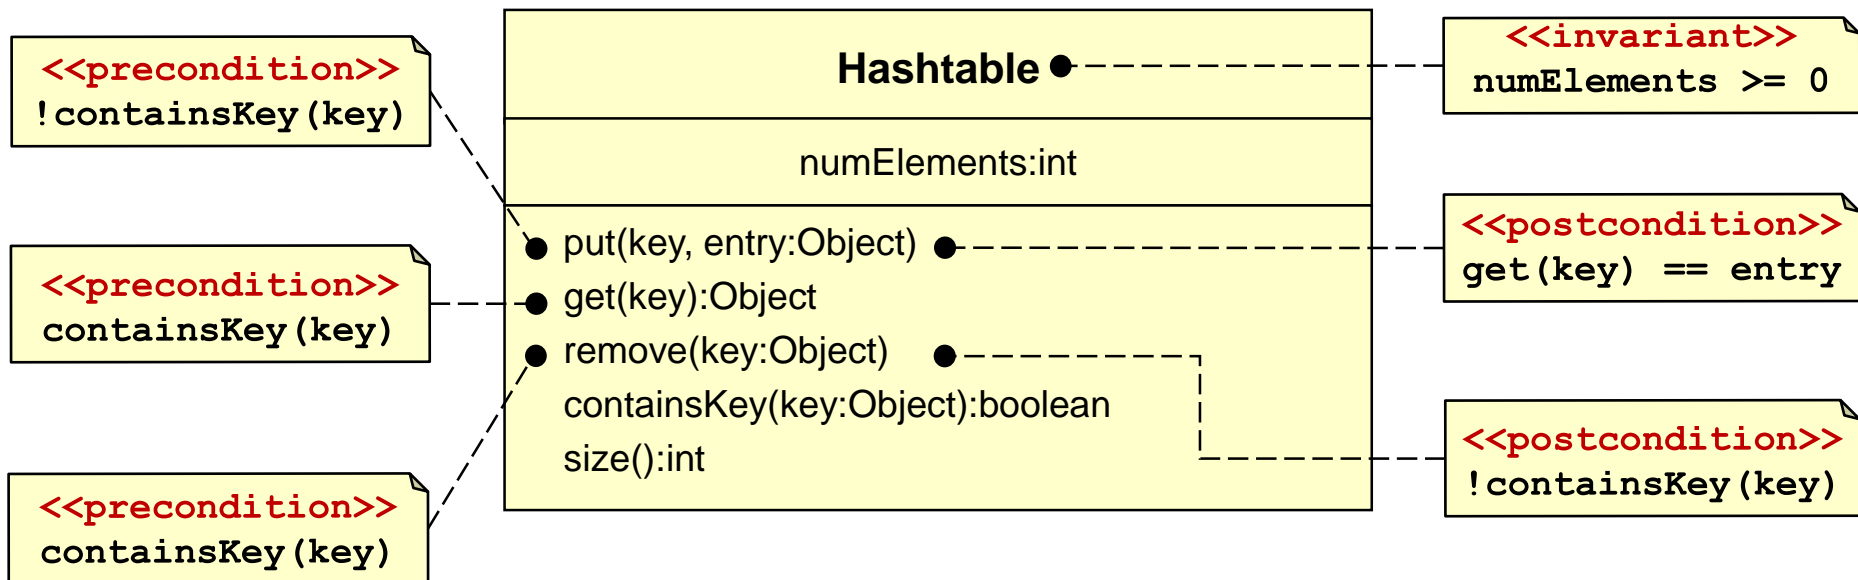 <<precondition>>
!containsKey(key)
<<precondition>>
containsKey(key)
<<precondition>>
containsKey(key)
Hashtable
numElements:int
put(key, entry:Object)
get(key):Object
remove(key:Object)
containsKey(key:Object):boolean
size():int
<<invariant>>
numElements >= 0
<<postcondition>>
get(key) == entry
<<postcondition>>
!containsKey(key)